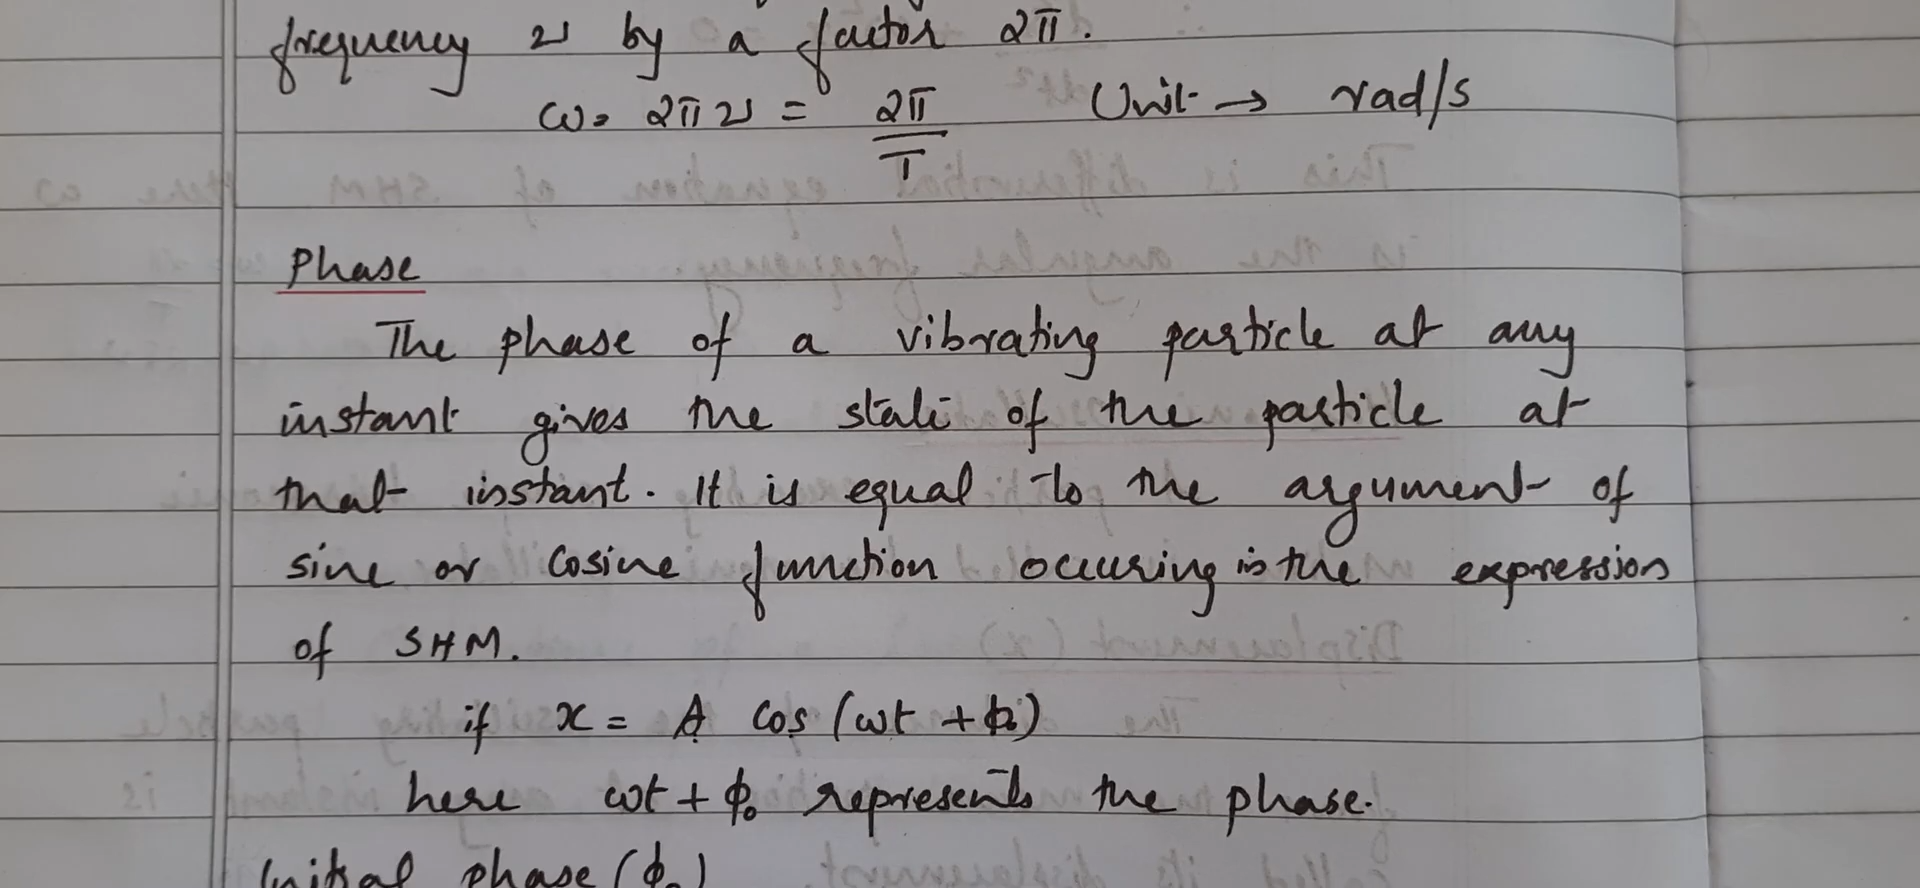 frequency ν by a factor 2π.
ω = 2πν = 2π/T Unit → rad/s
Phase
The phase of a vibrating particle at any
instant gives the state of the particle at
that instant. It is equal to the argument of
sine or cosine function occuring in the expression
of SHM.
if x = A cos (ωt + ϕ₀)
here ωt + ϕ₀ represents the phase.
Initial phase (ϕ₀)